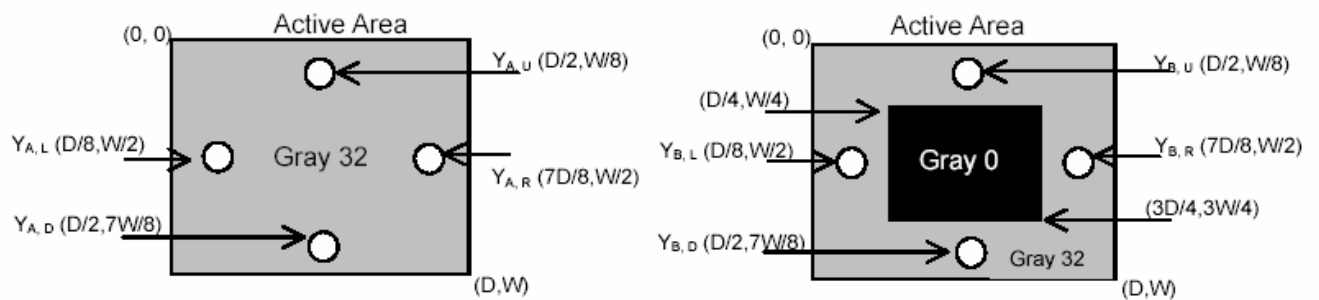 Active Area
(0, 0)
Y_A, U (D/2,W/8)
Y_A, L (D/8,W/2)
Gray 32
Y_A, R (7D/8,W/2)
Y_A, D (D/2,7W/8)
(D,W)
Active Area
(0, 0)
Y_B, U (D/2,W/8)
(D/4,W/4)
Y_B, L (D/8,W/2)
Gray 0
Y_B, R (7D/8,W/2)
(3D/4,3W/4)
Y_B, D (D/2,7W/8)
Gray 32
(D,W)